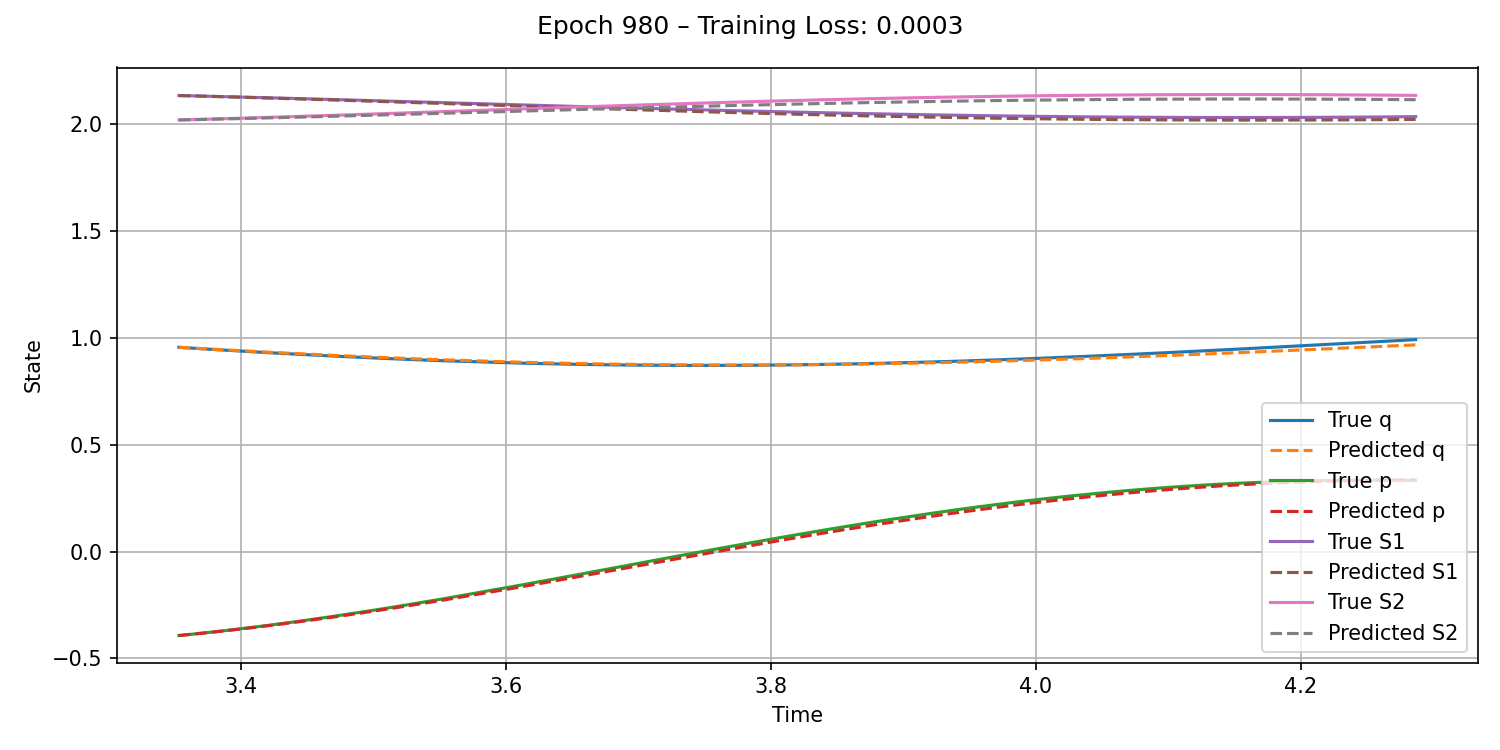 Epoch 980 – Training Loss: 0.0003
2.0
1.5
1.0
0.5
0.0
−0.5
State
3.4
3.6
3.8
4.0
4.2
Time
True q
Predicted q
True p
Predicted p
True S1
Predicted S1
True S2
Predicted S2